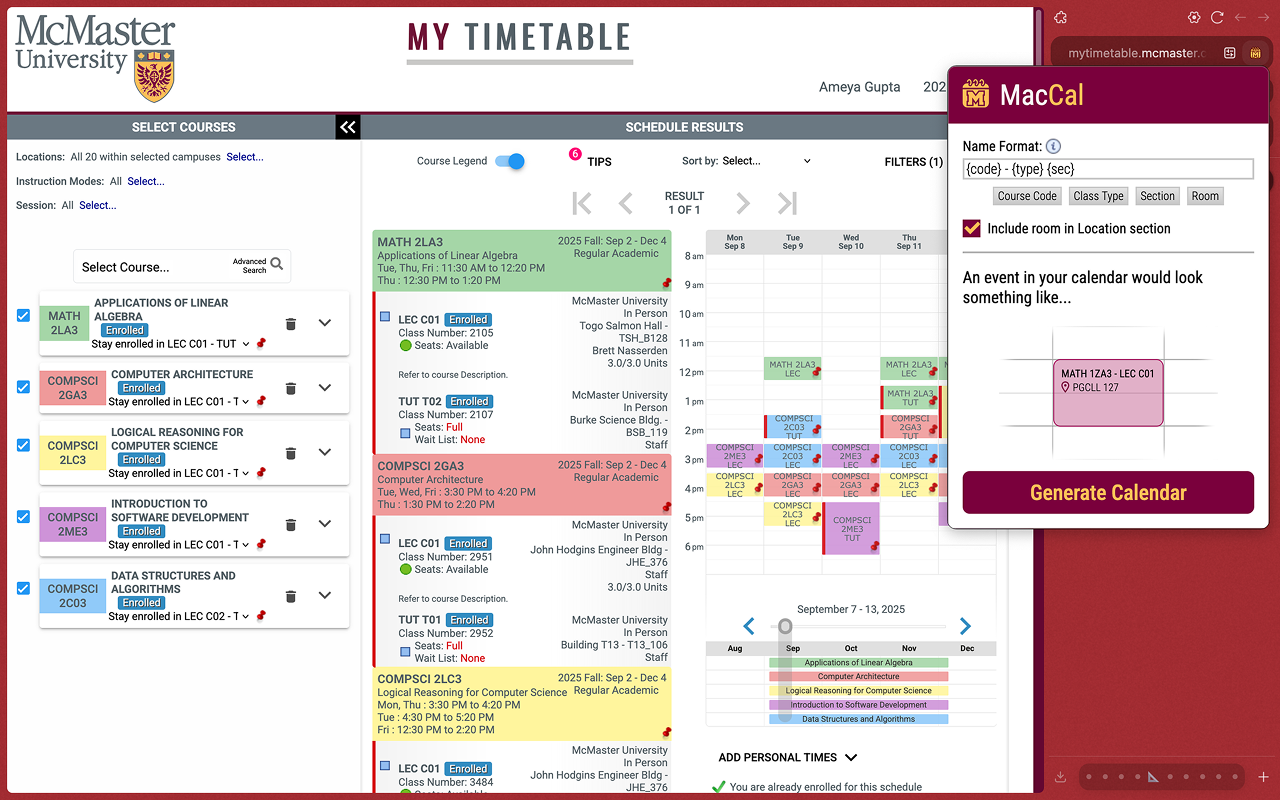 McMaster
University
MY TIMETABLE
Ameya Gupta
202
mytimetable.mcmaster.c
SELECT COURSES
Locations: All 20 within selected campuses Select...
Instruction Modes: All Select...
Session: All Select...
Select Course...
Advanced
Search
MATH
2LA3
APPLICATIONS OF LINEAR
ALGEBRA
Enrolled
Stay enrolled in LEC C01 - TUT
COMPSCI
2GA3
COMPUTER ARCHITECTURE
Enrolled
Stay enrolled in LEC C01 - T
COMPSCI
2LC3
LOGICAL REASONING FOR
COMPUTER SCIENCE
Enrolled
Stay enrolled in LEC C01 - T
COMPSCI
2ME3
INTRODUCTION TO
SOFTWARE DEVELOPMENT
Enrolled
Stay enrolled in LEC C01 - T
COMPSCI
2C03
DATA STRUCTURES AND
ALGORITHMS
Enrolled
Stay enrolled in LEC C02 - T
SCHEDULE RESULTS
Course Legend
6
TIPS
Sort by: Select...
FILTERS (1)
RESULT
1 OF 1
MATH 2LA3
2025 Fall: Sep 2 - Dec 4
Applications of Linear Algebra
Regular Academic
Tue, Thu, Fri : 11:30 AM to 12:20 PM
Thu : 12:30 PM to 1:20 PM
LEC C01 Enrolled
Class Number: 2105
Seats: Available
McMaster University
In Person
Togo Salmon Hall -
TSH_B128
Brett Nasserden
3.0/3.0 Units
Refer to course Description.
TUT T02 Enrolled
Class Number: 2107
Seats: Full
Wait List: None
McMaster University
In Person
Burke Science Bldg. -
BSB_119
Staff
COMPSCI 2GA3
2025 Fall: Sep 2 - Dec 4
Computer Architecture
Regular Academic
Tue, Wed, Fri : 3:30 PM to 4:20 PM
Thu : 1:30 PM to 2:20 PM
LEC C01 Enrolled
Class Number: 2951
Seats: Available
McMaster University
In Person
John Hodgins Engineer Bldg -
JHE_376
Staff
3.0/3.0 Units
Refer to course Description.
TUT T01 Enrolled
Class Number: 2952
Seats: Full
Wait List: None
McMaster University
In Person
Building T13 - T13_106
Staff
COMPSCI 2LC3
2025 Fall: Sep 2 - Dec 4
Logical Reasoning for Computer Science
Regular Academic
Mon, Thu : 3:30 PM to 4:20 PM
Tue : 4:30 PM to 5:20 PM
Fri : 12:30 PM to 2:20 PM
LEC C01 Enrolled
Class Number: 3484
McMaster University
In Person
John Hodgins Engineer Bldg -
JHE_376
Mon
Sep 8
Tue
Sep 9
Wed
Sep 10
Thu
Sep 11
8 am
9 am
10 am
11 am
12 pm
MATH 2LA3
LEC
MATH 2LA3
LEC
1 pm
MATH 2LA3
TUT
2 pm
COMPSCI
2C03
TUT
COMPSCI
2GA3
TUT
3 pm
COMPSCI
2ME3
LEC
COMPSCI
2C03
LEC
COMPSCI
2ME3
LEC
COMPSCI
2C03
LEC
4 pm
COMPSCI
2LC3
LEC
COMPSCI
2GA3
LEC
COMPSCI
2GA3
LEC
COMPSCI
2LC3
LEC
5 pm
COMPSCI
2LC3
LEC
COMPSCI
2ME3
TUT
6 pm
September 7 - 13, 2025
Aug Sep Oct Nov Dec
Applications of Linear Algebra
Computer Architecture
Logical Reasoning for Computer Science
Introduction to Software Development
Data Structures and Algorithms
ADD PERSONAL TIMES
You are already enrolled for this schedule
MacCal
Name Format:
{code} - {type} {sec}
Course Code
Class Type
Section
Room
Include room in Location section
An event in your calendar would look
something like...
MATH 1ZA3 - LEC C01
PGCLL 127
Generate Calendar